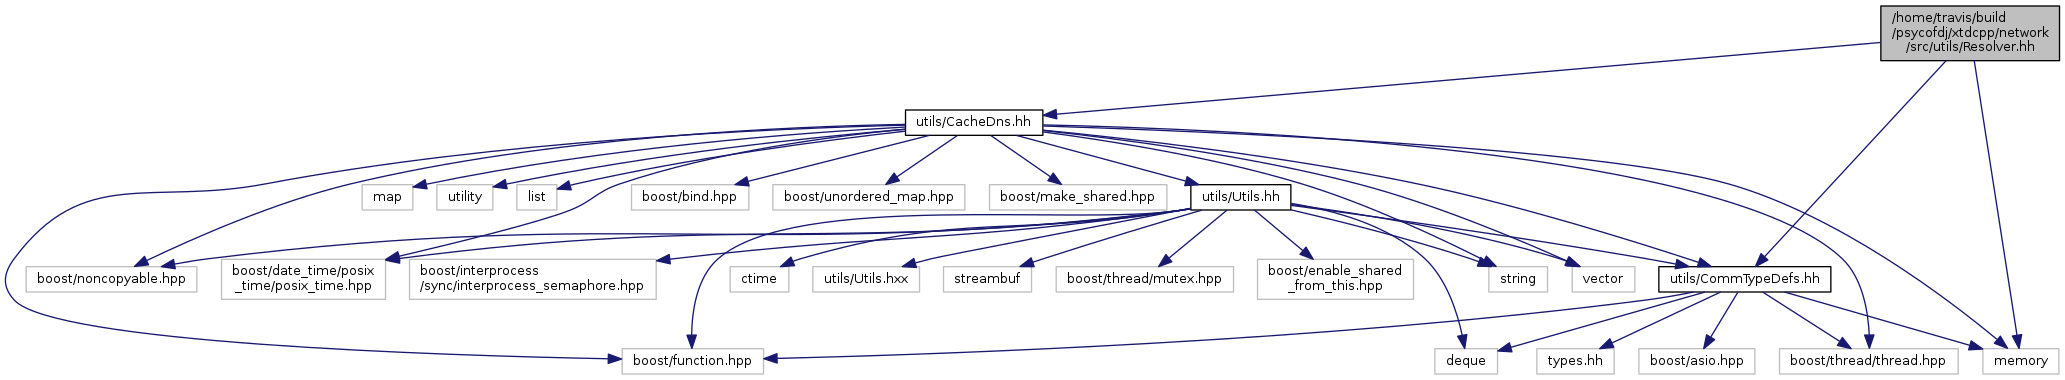 /home/travis/build
/psycofdj/xtdcpp/network
/src/utils/Resolver.hh
utils/CacheDns.hh
map
utility
list
boost/bind.hpp
boost/unordered_map.hpp
boost/make_shared.hpp
utils/Utils.hh
boost/noncopyable.hpp
boost/date_time/posix
_time/posix_time.hpp
boost/interprocess
/sync/interprocess_semaphore.hpp
ctime
utils/Utils.hxx
streambuf
boost/thread/mutex.hpp
boost/enable_shared
_from_this.hpp
string
vector
utils/CommTypeDefs.hh
boost/function.hpp
deque
types.hh
boost/asio.hpp
boost/thread/thread.hpp
memory